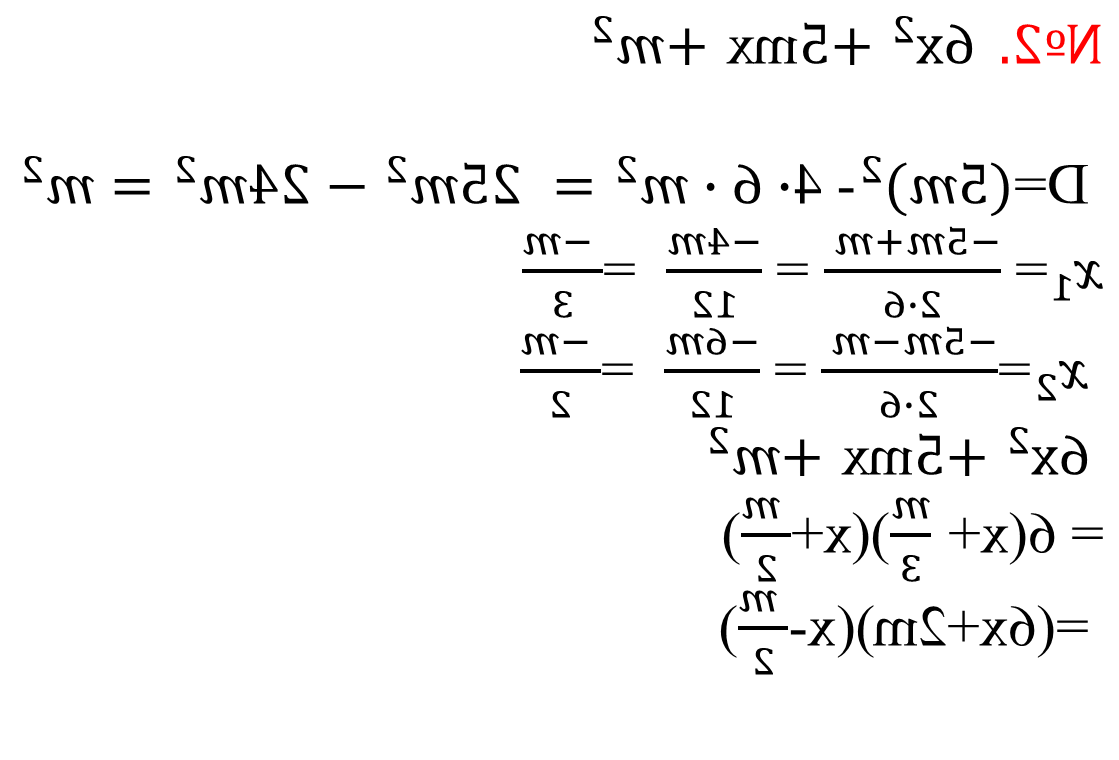 №2. 6x² +5mx +m²
D=(5m)²- 4· 6 · m² = 25m² − 24m² = m²
x₁= (−5m+m)/(2·6) = (−4m)/12 = (−m)/3
x₂= (−5m−m)/(2·6) = (−6m)/12 = (−m)/2
6x² +5mx +m²
= 6(x+ m/3)(x+m/2)
=(6x+2m)(x-m/2)